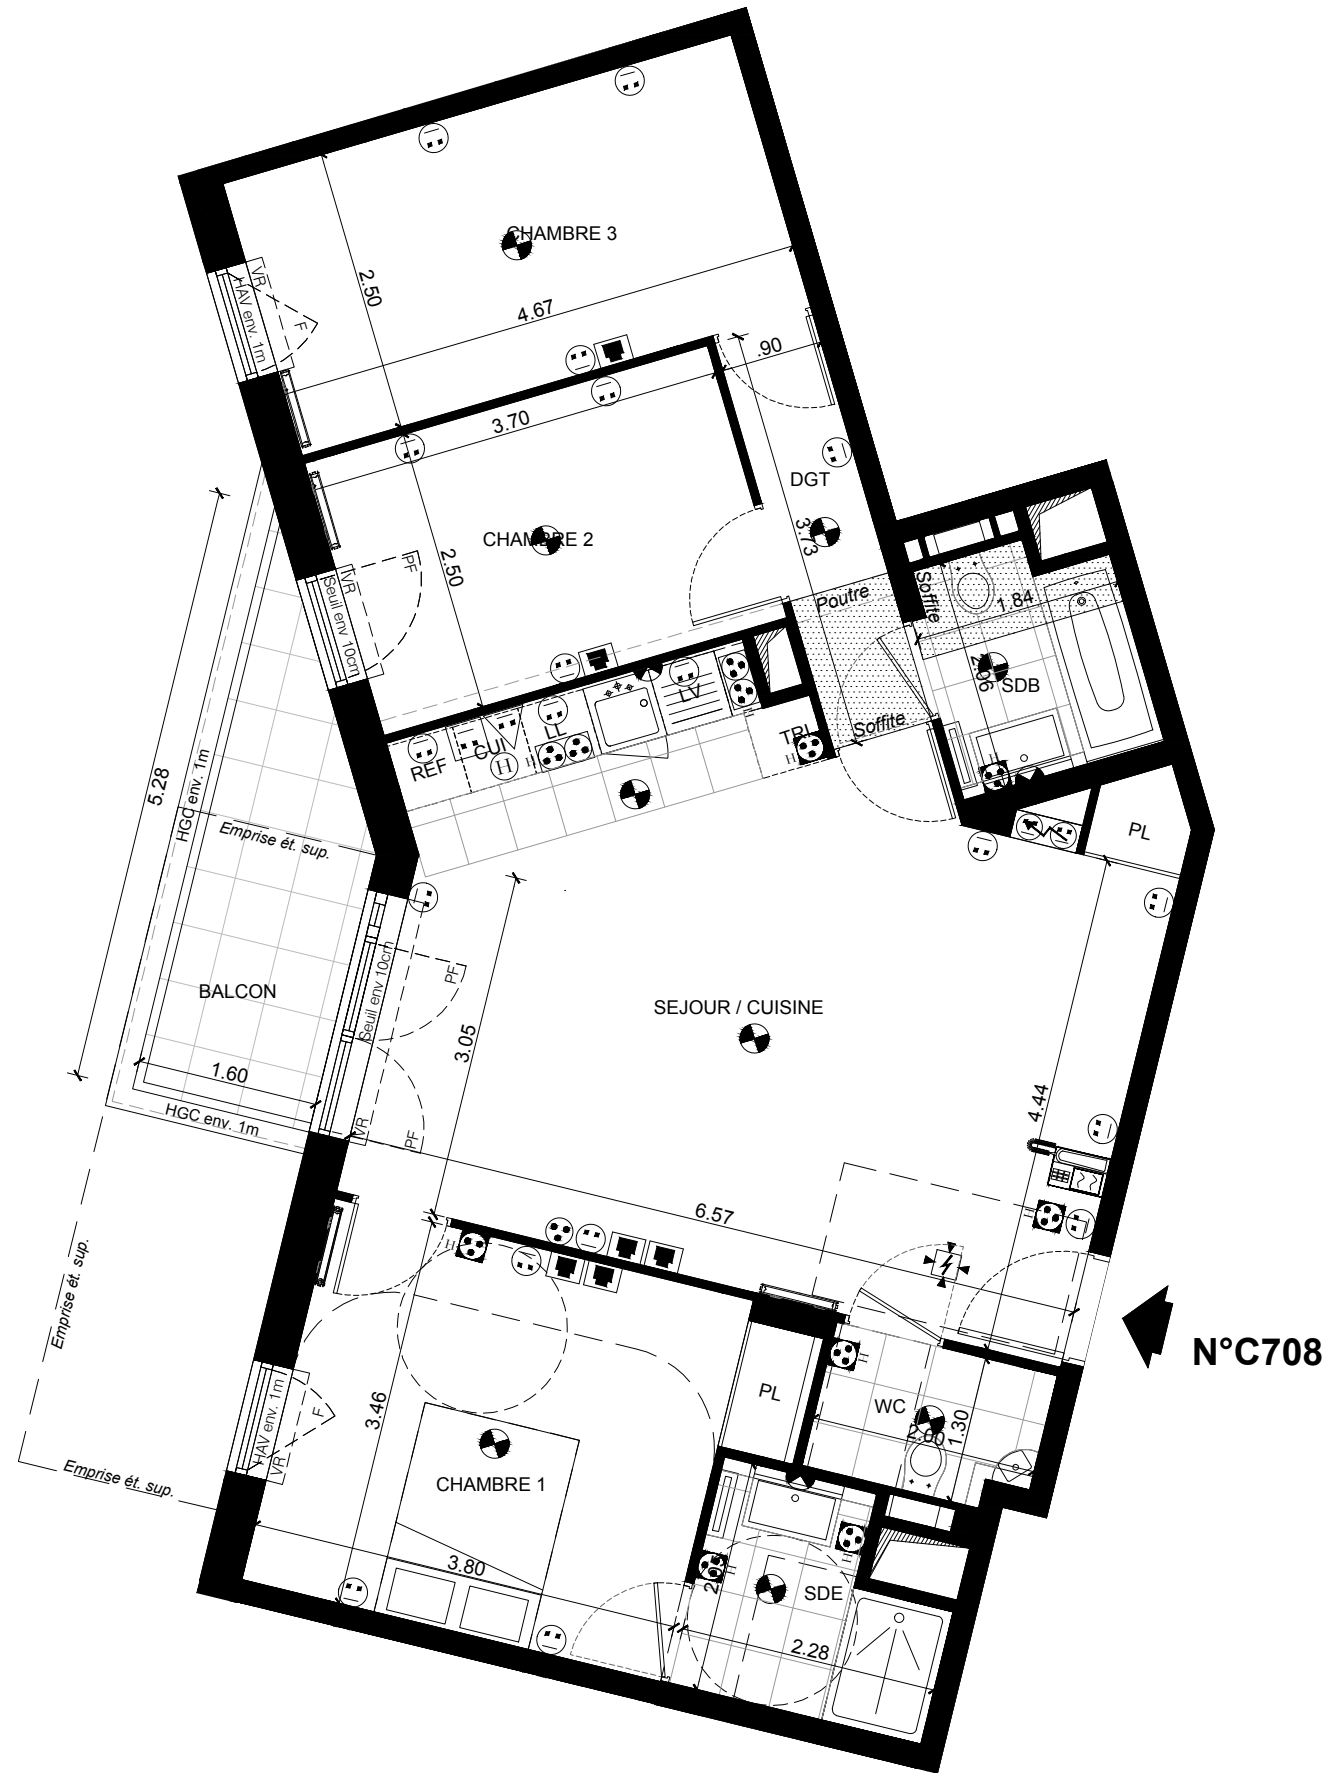 CHAMBRE 3
VR
HAV env. 1m
F
2.50
4.67
.90
3.70
DGT
CHAMBRE 2
3.73
PF
VR
Seuil env 10cm
2.50
Poutre
Soffite
1.84
2.06
SDB
Soffite
REF
CUI
H
LL
LV
TRI
H
H
H
H
PL
5.28
HGC env. 1m
Emprise ét. sup.
BALCON
PF
Seuil env 10cm
SEJOUR / CUISINE
3.05
1.60
HGC env. 1m
VR
PF
4.44
6.57
H
H
N°C708
Emprise ét. sup.
H
PL
WC
2.00
1.30
3.46
F
HAV env. 1m
VR
Emprise ét. sup.
CHAMBRE 1
3.80
H
H
SDE
2.28